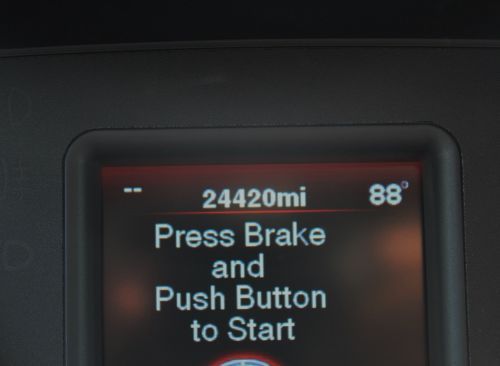 -- 24420mi 88°
Press Brake
and
Push Button
to Start